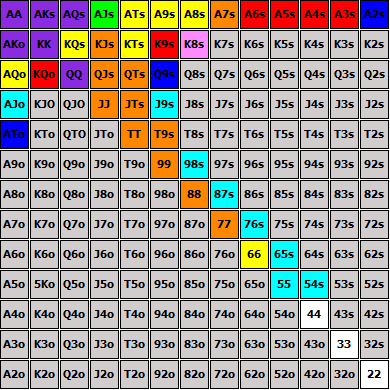 AA AKs AQs AJs ATs A9s A8s A7s A6s A5s A4s A3s A2s
AKo KK KQs KJs KTs K9s K8s K7s K6s K5s K4s K3s K2s
AQo KQo QQ QJs QTs Q9s Q8s Q7s Q6s Q5s Q4s Q3s Q2s
AJo KJO QJO JJ JTs J9s J8s J7s J6s J5s J4s J3s J2s
ATo KTo QTO JTo TT T9s T8s T7s T6s T5s T4s T3s T2s
A9o K9o Q9o J9o T9o 99 98s 97s 96s 95s 94s 93s 92s
A8o K8o Q8o J8o T8o 98o 88 87s 86s 85s 84s 83s 82s
A7o K7o Q7o J7o T7o 97o 87o 77 76s 75s 74s 73s 72s
A6o K6o Q6o J6o T6o 96o 86o 76o 66 65s 64s 63s 62s
A5o 5Ko Q5o J5o T5o 95o 85o 75o 65o 55 54s 53s 52s
A4o K4o Q4o J4o T4o 94o 84o 74o 64o 54o 44 43s 42s
A3o K3o Q3o J3o T3o 93o 83o 73o 63o 53o 43o 33 32s
A2o K2o Q2o J2o T2o 92o 82o 72o 62o 52o 42o 32o 22